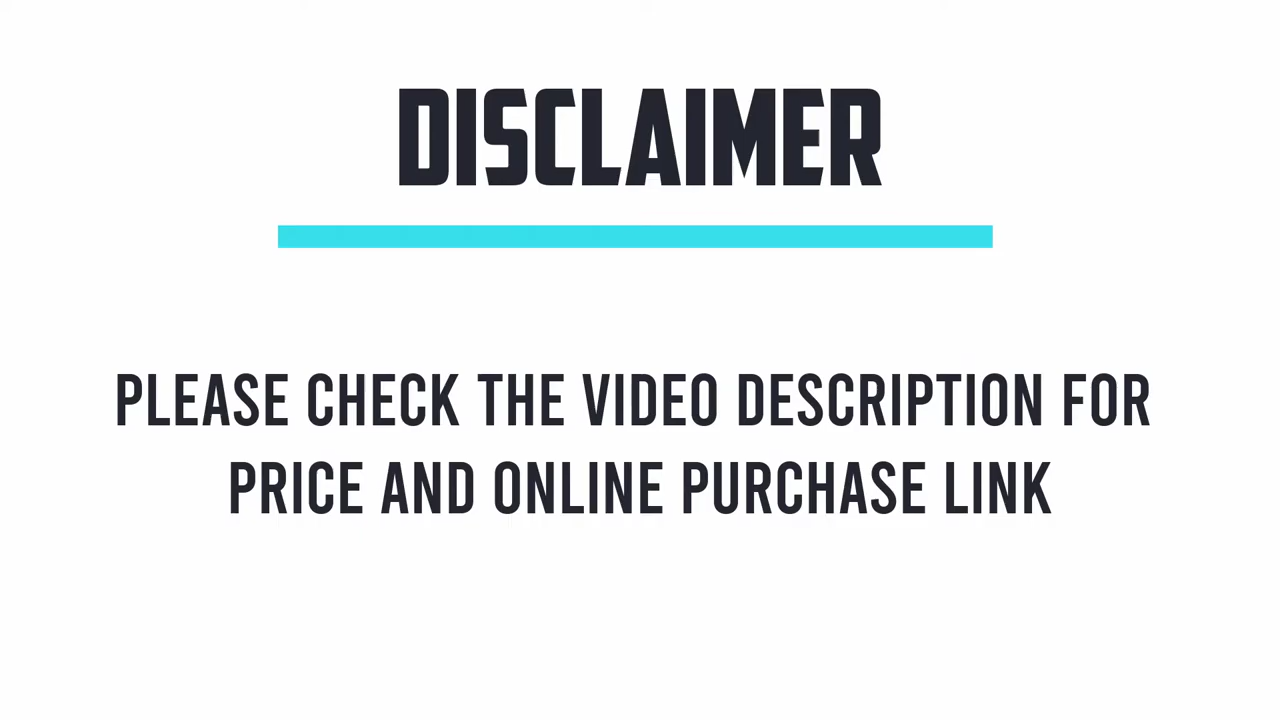 DISCLAIMER
PLEASE CHECK THE VIDEO DESCRIPTION FOR
PRICE AND ONLINE PURCHASE LINK